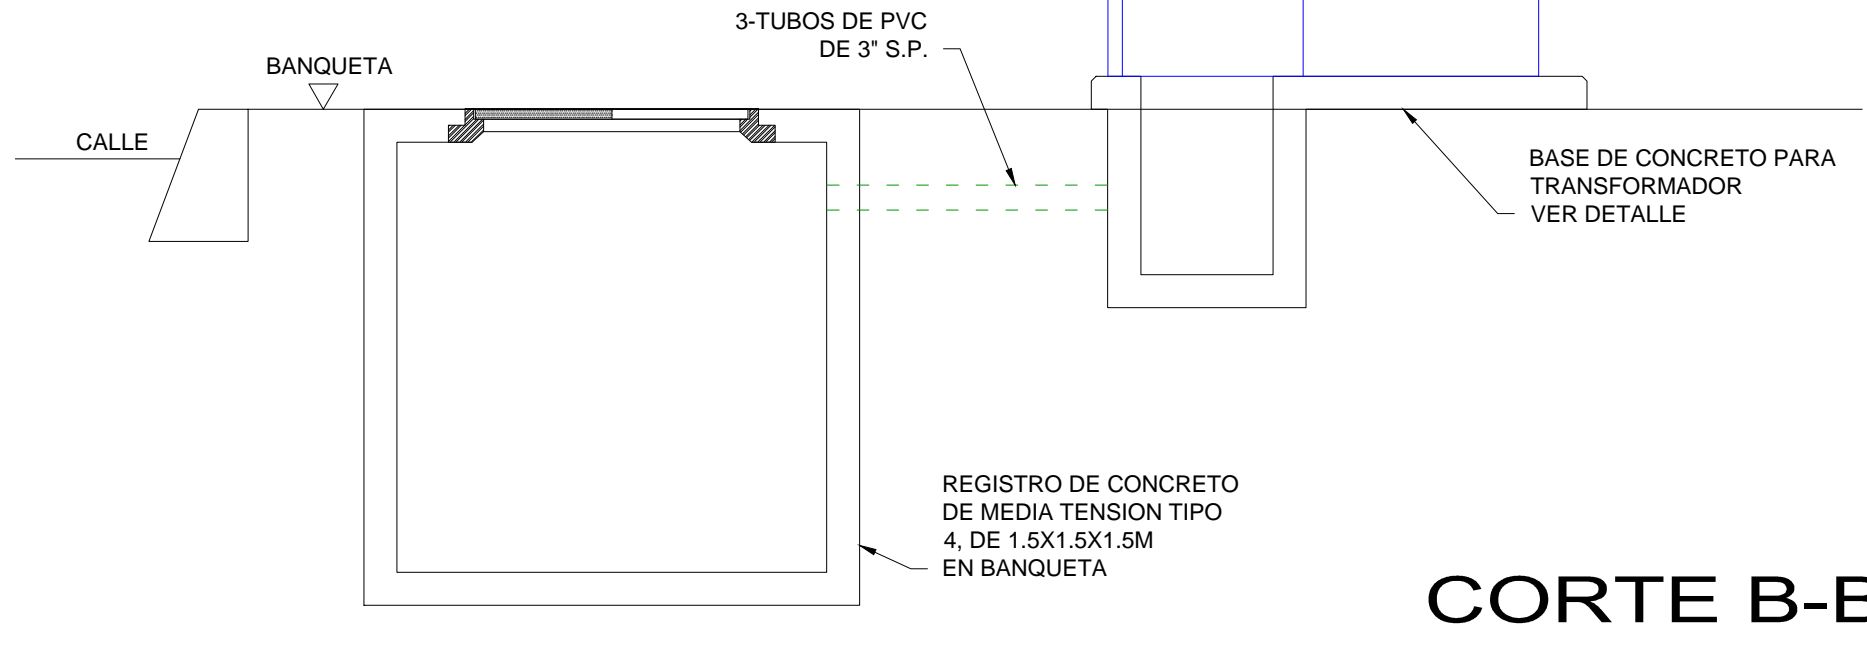 3-TUBOS DE PVC
DE 3" S.P.
BANQUETA
CALLE
BASE DE CONCRETO PARA
TRANSFORMADOR
VER DETALLE
REGISTRO DE CONCRETO
DE MEDIA TENSION TIPO
4, DE 1.5X1.5X1.5M
EN BANQUETA
CORTE B-B